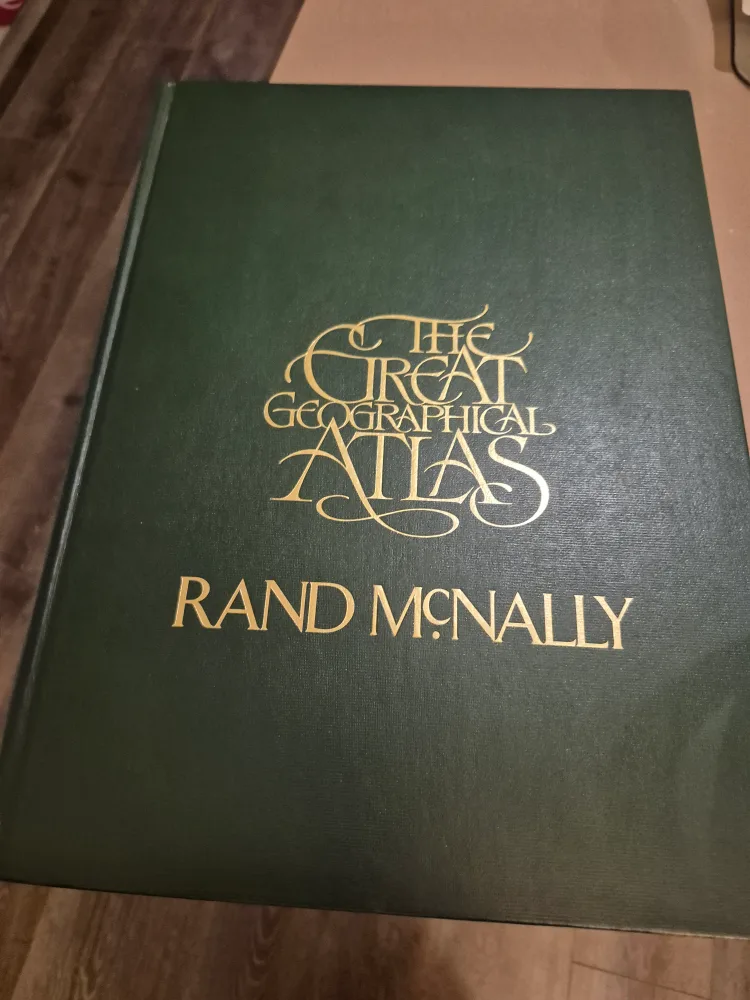 THE
GREAT
GEOGRAPHICAL
ATLAS
RAND McNALLY